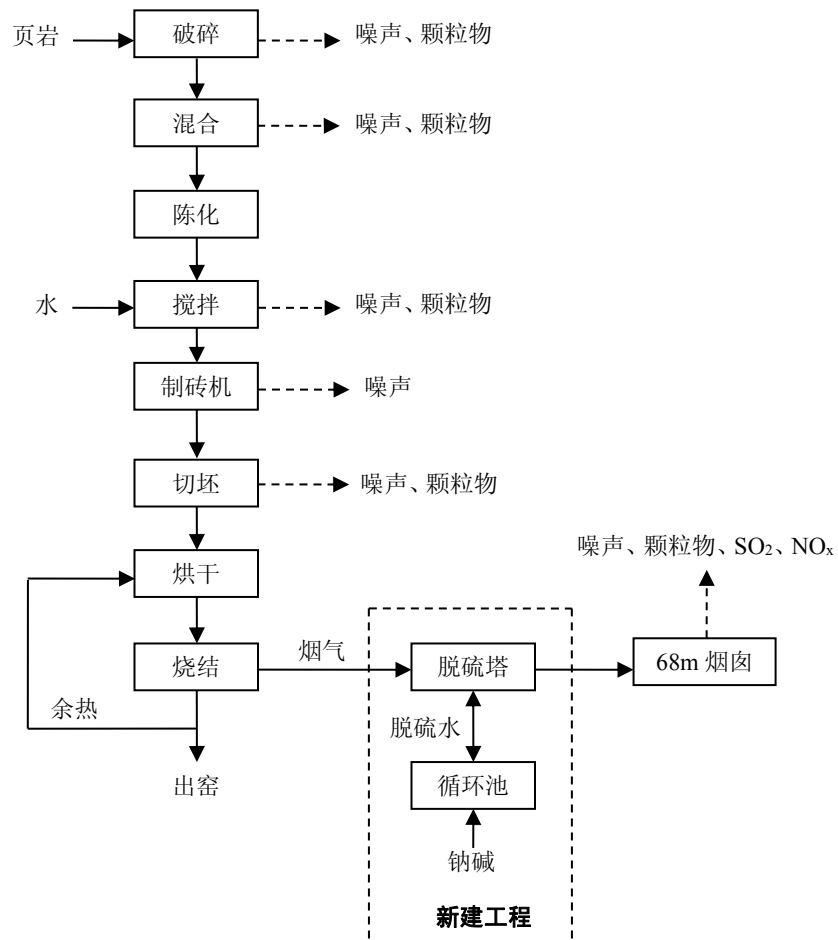 页岩
破碎
噪声、颗粒物
混合
噪声、颗粒物
陈化
水
搅拌
噪声、颗粒物
制砖机
噪声
切坯
噪声、颗粒物
噪声、颗粒物、SO₂、NOₓ
烘干
烧结
烟气
脱硫塔
68m 烟囱
余热
脱硫水
出窑
循环池
钠碱
新建工程